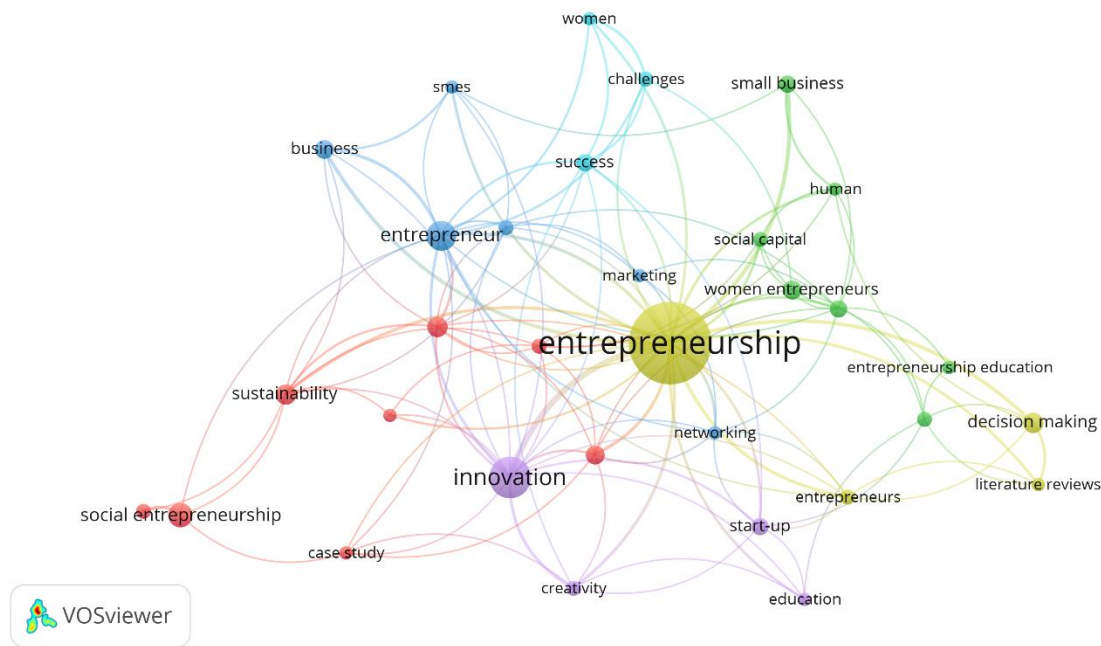 women
challenges
small business
smes
business
success
human
entrepreneur
social capital
marketing
women entrepreneurs
entrepreneurship
entrepreneurship education
sustainability
decision making
networking
innovation
literature reviews
entrepreneurs
social entrepreneurship
start-up
case study
creativity
education
VOSviewer